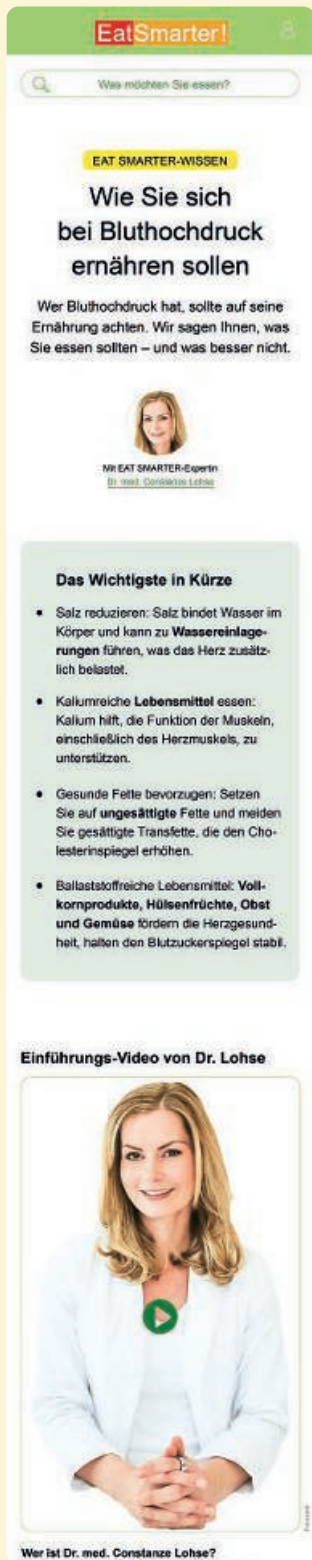 EatSmarter!
Was möchten Sie essen?
EAT SMARTER-WISSEN
Wie Sie sich
bei Bluthochdruck
ernähren sollen
Wer Bluthochdruck hat, sollte auf seine
Ernährung achten. Wir sagen Ihnen, was
Sie essen sollten – und was besser nicht.
Mit EAT SMARTER-Expertin
Dr. med. Constanze Lohse
Das Wichtigste in Kürze
• Salz reduzieren: Salz bindet Wasser im
Körper und kann zu Wassereinlage-
rungen führen, was das Herz zusätz-
lich belastet.
• Kaliumreiche Lebensmittel essen:
Kalium hilft, die Funktion der Muskeln,
einschließlich des Herzmuskels, zu
unterstützen.
• Gesunde Fette bevorzugen: Setzen
Sie auf ungesättigte Fette und meiden
Sie gesättigte Transfette, die den Cho-
lesterinspiegel erhöhen.
• Ballaststoffreiche Lebensmittel: Voll-
kornprodukte, Hülsenfrüchte, Obst
und Gemüse fördern die Herzgesund-
heit, halten den Blutzuckerspiegel stabil.
Einführungs-Video von Dr. Lohse
Wer ist Dr. med. Constanze Lohse?